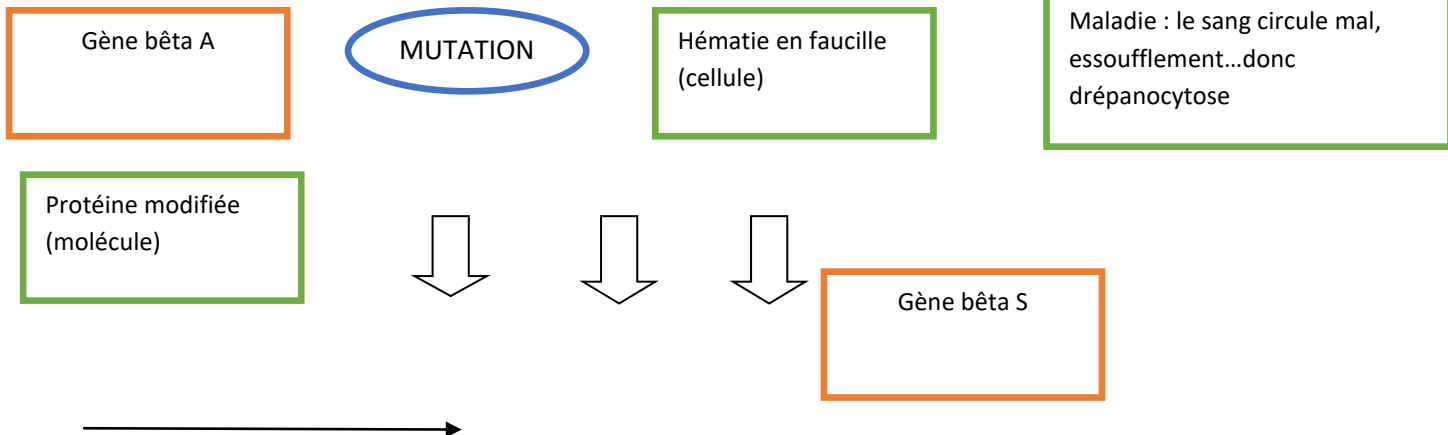 Gène bêta A
MUTATION
Hématie en faucille
(cellule)
Maladie : le sang circule mal,
essoufflement…donc
drépanocytose
Protéine modifiée
(molécule)
Gène bêta S